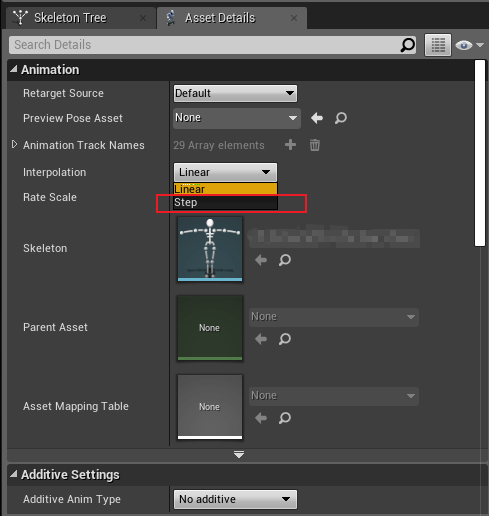 Skeleton Tree
Asset Details
Search Details
Animation
Retarget Source
Default
Preview Pose Asset
None
Animation Track Names
29 Array elements
Interpolation
Linear
Linear
Rate Scale
Step
Skeleton
Parent Asset
None
None
Asset Mapping Table
None
None
Additive Settings
Additive Anim Type
No additive